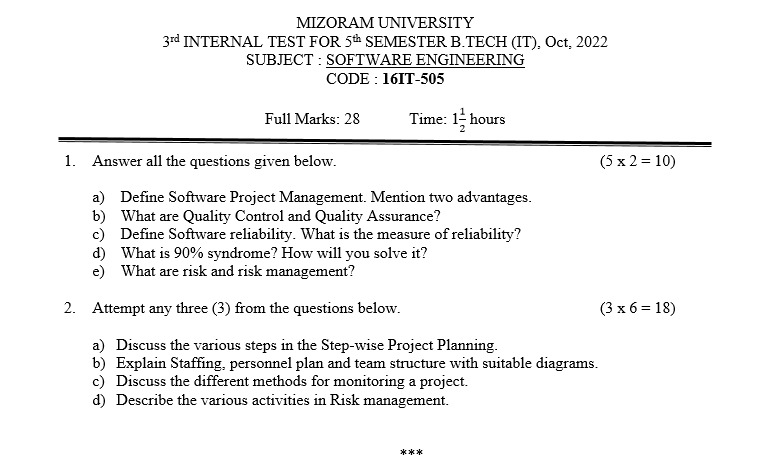 MIZORAM UNIVERSITY
3rd INTERNAL TEST FOR 5th SEMESTER B.TECH (IT), Oct, 2022
SUBJECT : SOFTWARE ENGINEERING
CODE : 16IT-505
Full Marks: 28 Time: 1 1/2 hours
1. Answer all the questions given below. (5 x 2 = 10)
a) Define Software Project Management. Mention two advantages.
b) What are Quality Control and Quality Assurance?
c) Define Software reliability. What is the measure of reliability?
d) What is 90% syndrome? How will you solve it?
e) What are risk and risk management?
2. Attempt any three (3) from the questions below. (3 x 6 = 18)
a) Discuss the various steps in the Step-wise Project Planning.
b) Explain Staffing, personnel plan and team structure with suitable diagrams.
c) Discuss the different methods for monitoring a project.
d) Describe the various activities in Risk management.
***